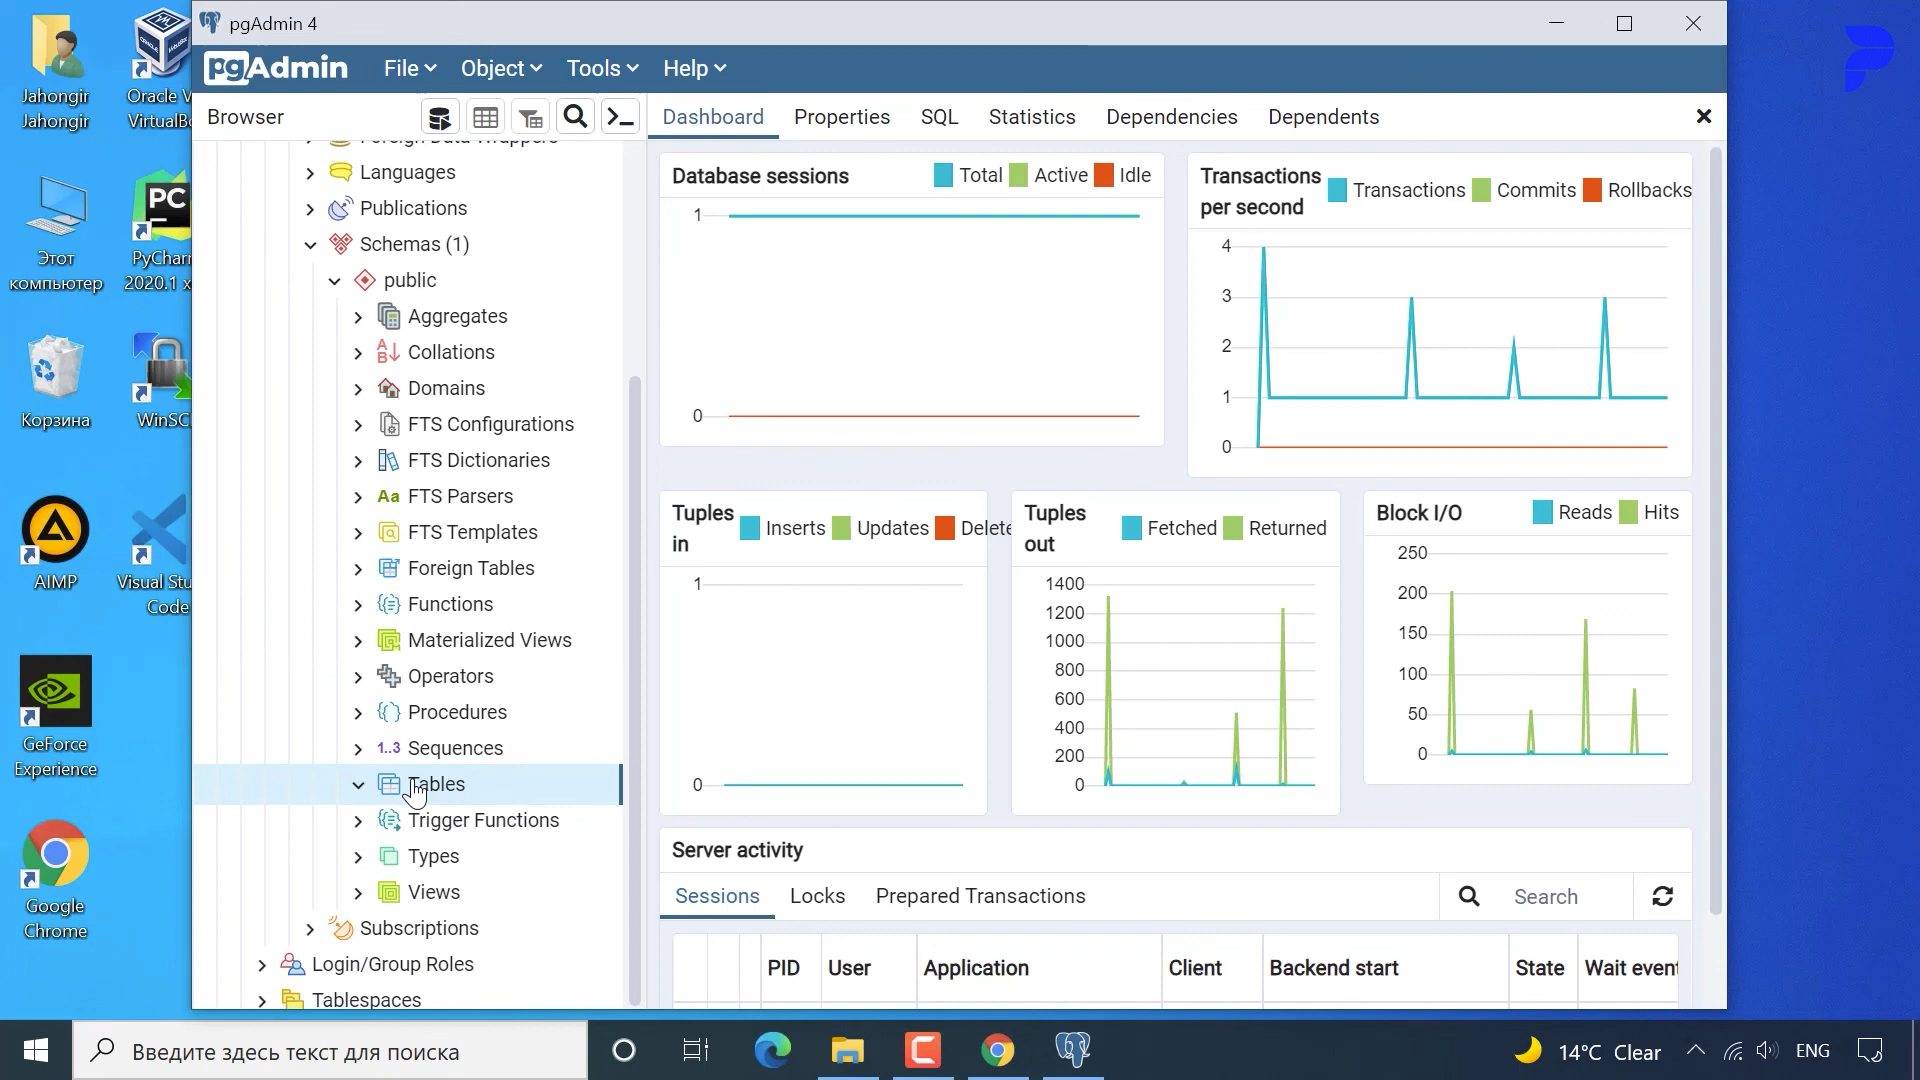 pgAdmin 4
pgAdmin
File
Object
Tools
Help
Browser
Dashboard
Properties
SQL
Statistics
Dependencies
Dependents
Languages
Publications
Schemas (1)
public
Aggregates
Collations
Domains
FTS Configurations
FTS Dictionaries
Aa FTS Parsers
FTS Templates
Foreign Tables
Functions
Materialized Views
Operators
Procedures
1..3 Sequences
Tables
Trigger Functions
Types
Views
Subscriptions
Login/Group Roles
Tablespaces
Database sessions
Total
Active
Idle
1
0
Transactions
per second
Transactions
Commits
Rollbacks
4
3
2
1
0
Tuples
in
Inserts
Updates
Delete
1
0
Tuples
out
Fetched
Returned
1400
1200
1000
800
600
400
200
0
Block I/O
Reads
Hits
250
200
150
100
50
0
Server activity
Sessions
Locks
Prepared Transactions
Search
PID
User
Application
Client
Backend start
State
Wait event
Jahongir
Jahongir
Oracle V
VirtualBo
Этот
компьютер
PC
PyChar
2020.1 x
Корзина
WinSC
AIMP
Visual Stu
Code
GeForce
Experience
Google
Chrome
Введите здесь текст для поиска
14°C Clear
ENG